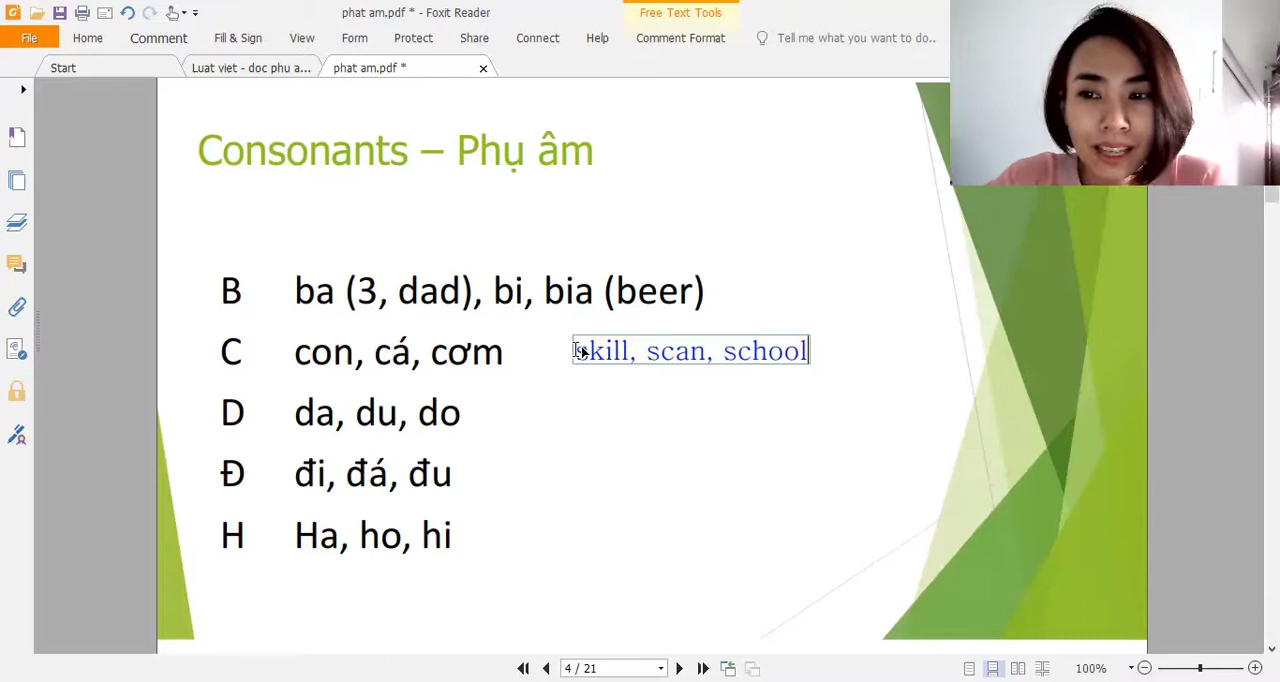 phat am.pdf * - Foxit Reader
Free Text Tools
File Home Comment Fill & Sign View Form Protect Share Connect Help Comment Format Tell me what you want to do..
Start Luat viet - doc phu a... phat am.pdf *
Consonants – Phụ âm
B ba (3, dad), bi, bia (beer)
C con, cá, cơm skill, scan, school
D da, du, do
Đ đi, đá, đu
H Ha, ho, hi
4 / 21 100%